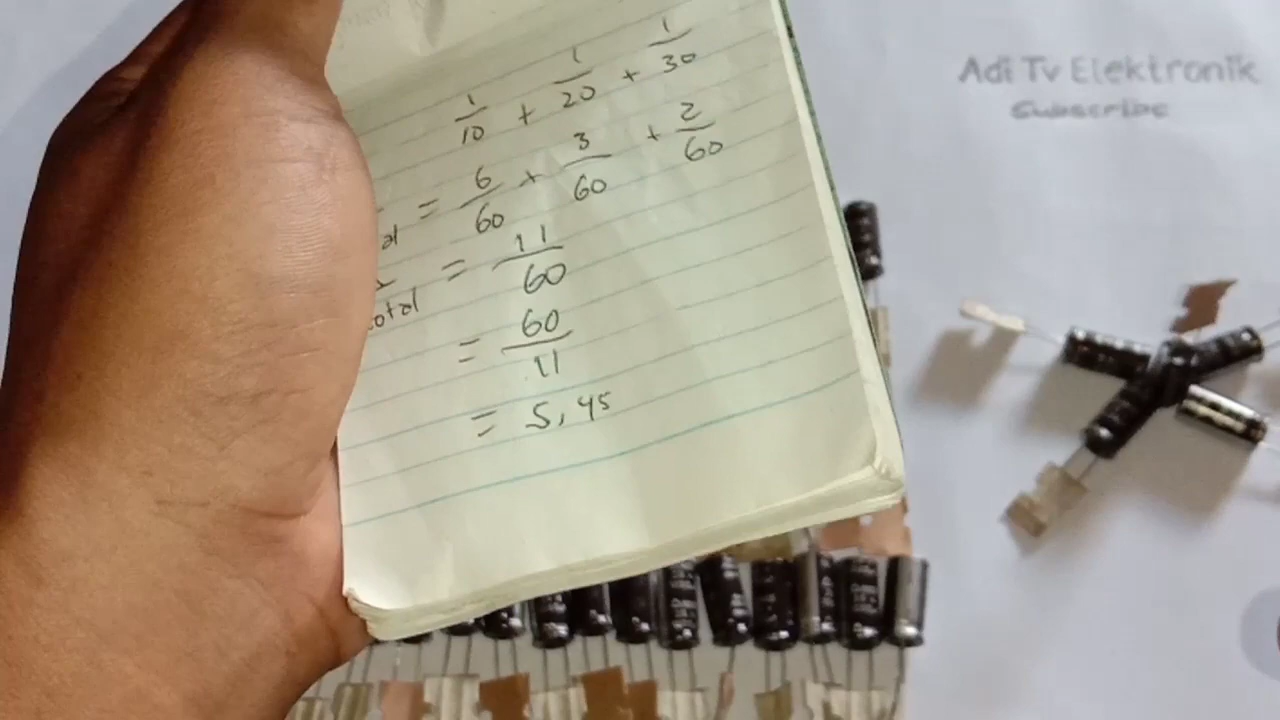 1/10 + 1/20 + 1/30
= 6/60 + 3/60 + 2/60
= 11/60
= 60/11
= 5,45
Adi Tv Elektronik
Subscribe